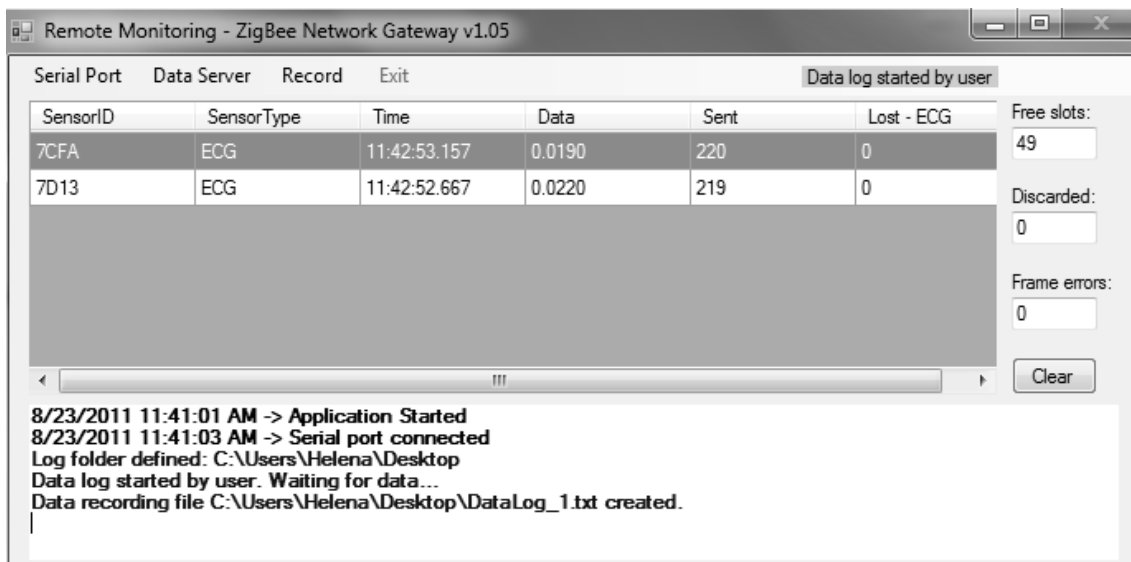 Remote Monitoring - ZigBee Network Gateway v1.05
Serial Port Data Server Record Exit Data log started by user
SensorID SensorType Time Data Sent Lost - ECG
7CFA ECG 11:42:53.157 0.0190 220 0
7D13 ECG 11:42:52.667 0.0220 219 0
Free slots:
49
Discarded:
0
Frame errors:
0
Clear
8/23/2011 11:41:01 AM -> Application Started
8/23/2011 11:41:03 AM -> Serial port connected
Log folder defined: C:\Users\Helena\Desktop
Data log started by user. Waiting for data...
Data recording file C:\Users\Helena\Desktop\DataLog_1.txt created.